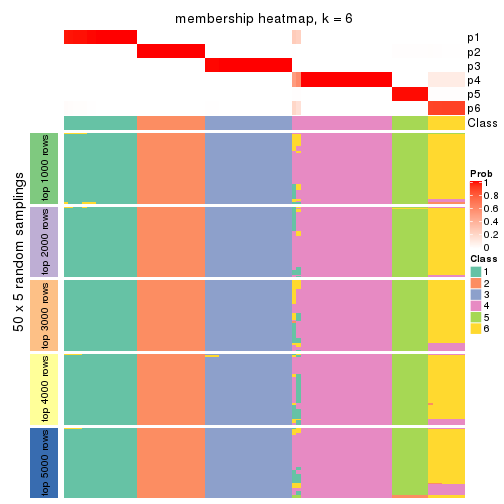 membership heatmap, k = 6
p1
p2
p3
p4
p5
p6
Class
50 x 5 random samplings
top 1000 rows
top 2000 rows
top 3000 rows
top 4000 rows
top 5000 rows
Prob
1
0.8
0.6
0.4
0.2
0
Class
1
2
3
4
5
6